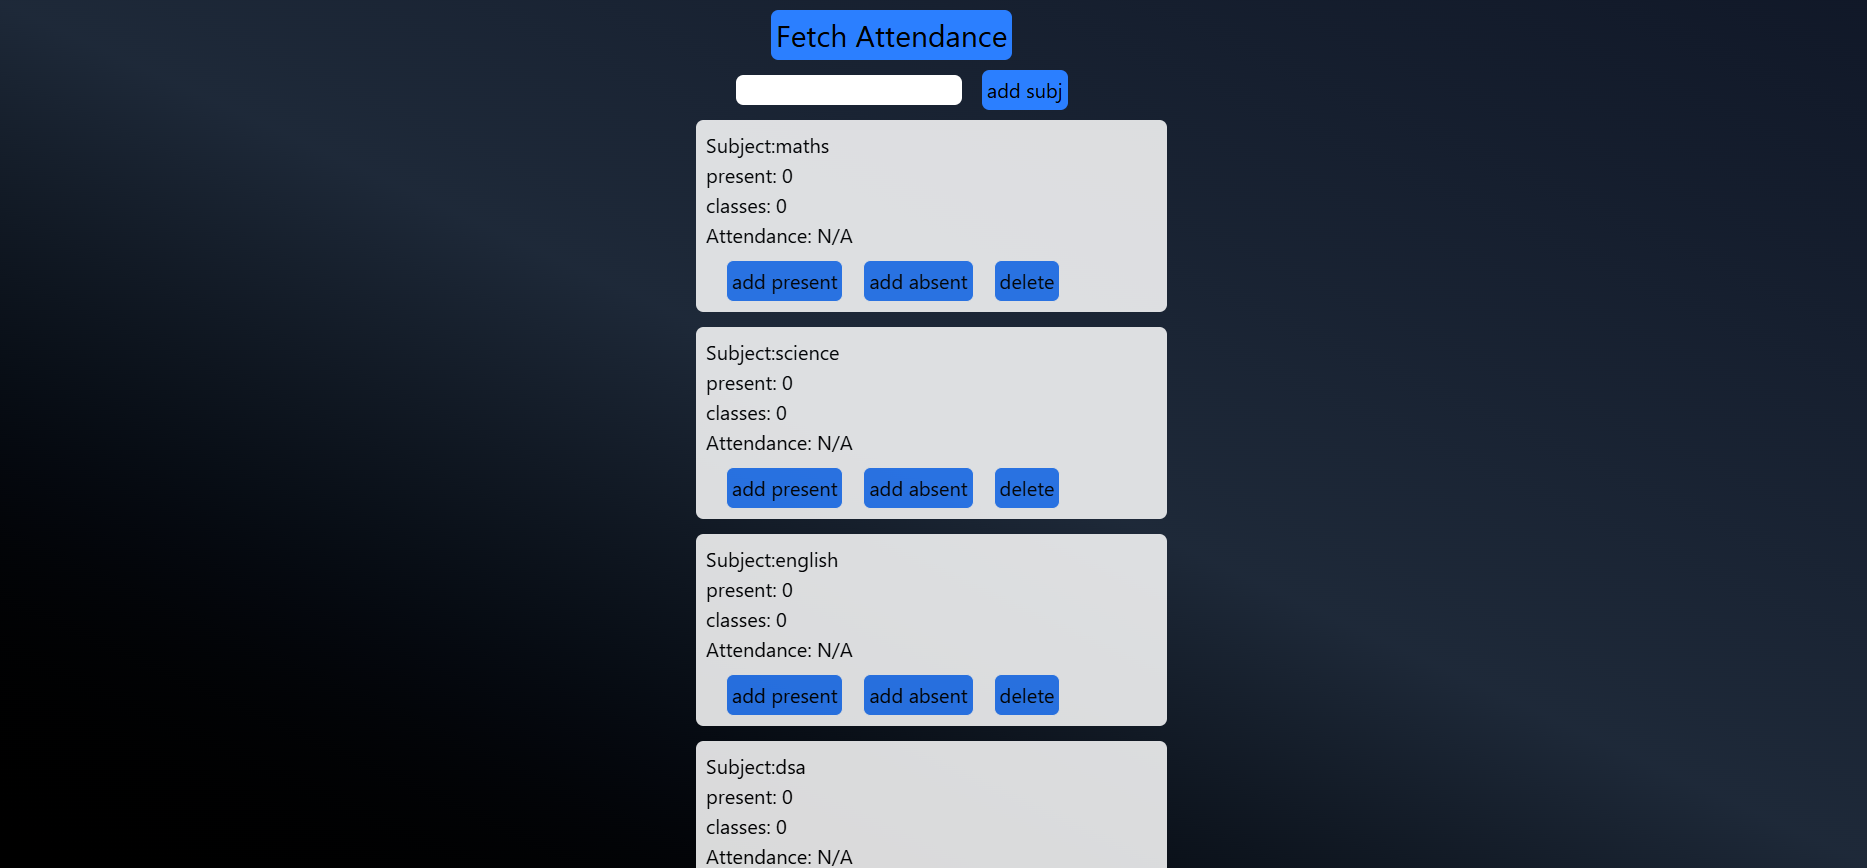 Fetch Attendance
add subj
Subject:maths
present: 0
classes: 0
Attendance: N/A
add present add absent delete
Subject:science
present: 0
classes: 0
Attendance: N/A
add present add absent delete
Subject:english
present: 0
classes: 0
Attendance: N/A
add present add absent delete
Subject:dsa
present: 0
classes: 0
Attendance: N/A